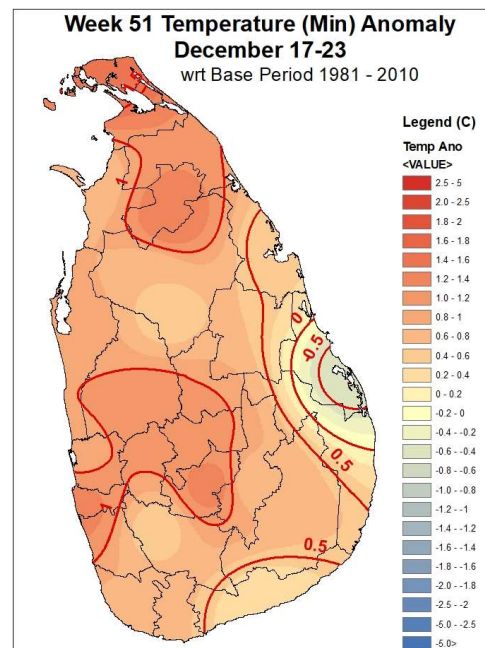 Week 51 Temperature (Min) Anomaly
December 17-23
wrt Base Period 1981 - 2010
Legend (C)
Temp Ano
<VALUE>
2.5 - 5
2.0 - 2.5
1.8 - 2
1.6 - 1.8
1.4 - 1.6
1.2 - 1.4
1.0 - 1.2
0.8 - 1
0.6 - 0.8
0.4 - 0.6
0.2 - 0.4
0 - 0.2
-0.2 - 0
-0.4 - -0.2
-0.6 - -0.4
-0.8 - -0.6
-1.0 - -0.8
-1.2 - -1
-1.4 - -1.2
-1.6 - -1.4
-1.8 - -1.6
-2.0 - -1.8
-2.5 - -2
-5.0 - -2.5
-5.0>
1.5
1
0
-0.5
0.5
1
0.5